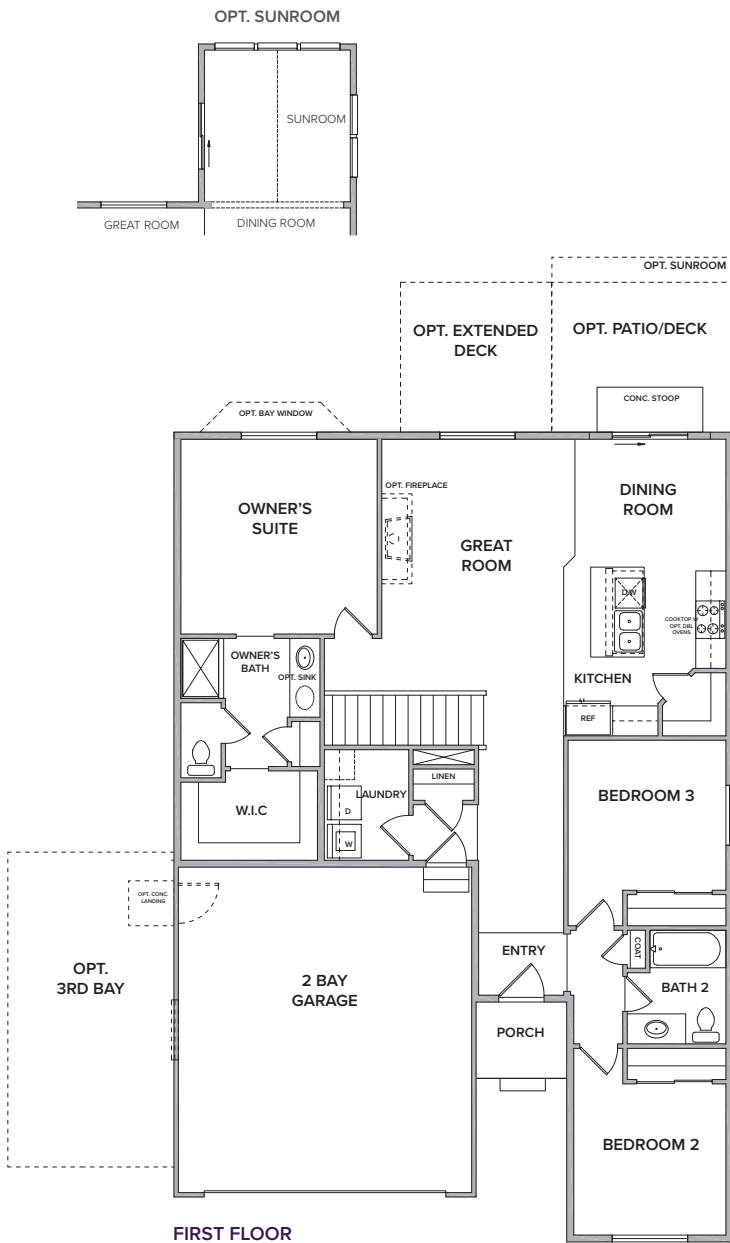 OPT. SUNROOM
SUNROOM
GREAT ROOM
DINING ROOM
OPT. SUNROOM
OPT. EXTENDED
DECK
OPT. PATIO/DECK
CONC. STOOP
OPT. BAY WINDOW
OWNER'S
SUITE
OPT. FIREPLACE
GREAT
ROOM
DINING
ROOM
D/W
COOKTOP W/
OPT. DBL
OVENS
OWNER'S
BATH
OPT. SINK
KITCHEN
REF
LINEN
LAUNDRY
D
W
W.I.C
BEDROOM 3
OPT. CONC.
LANDING
OPT.
3RD BAY
2 BAY
GARAGE
ENTRY
COAT
BATH 2
PORCH
BEDROOM 2
FIRST FLOOR